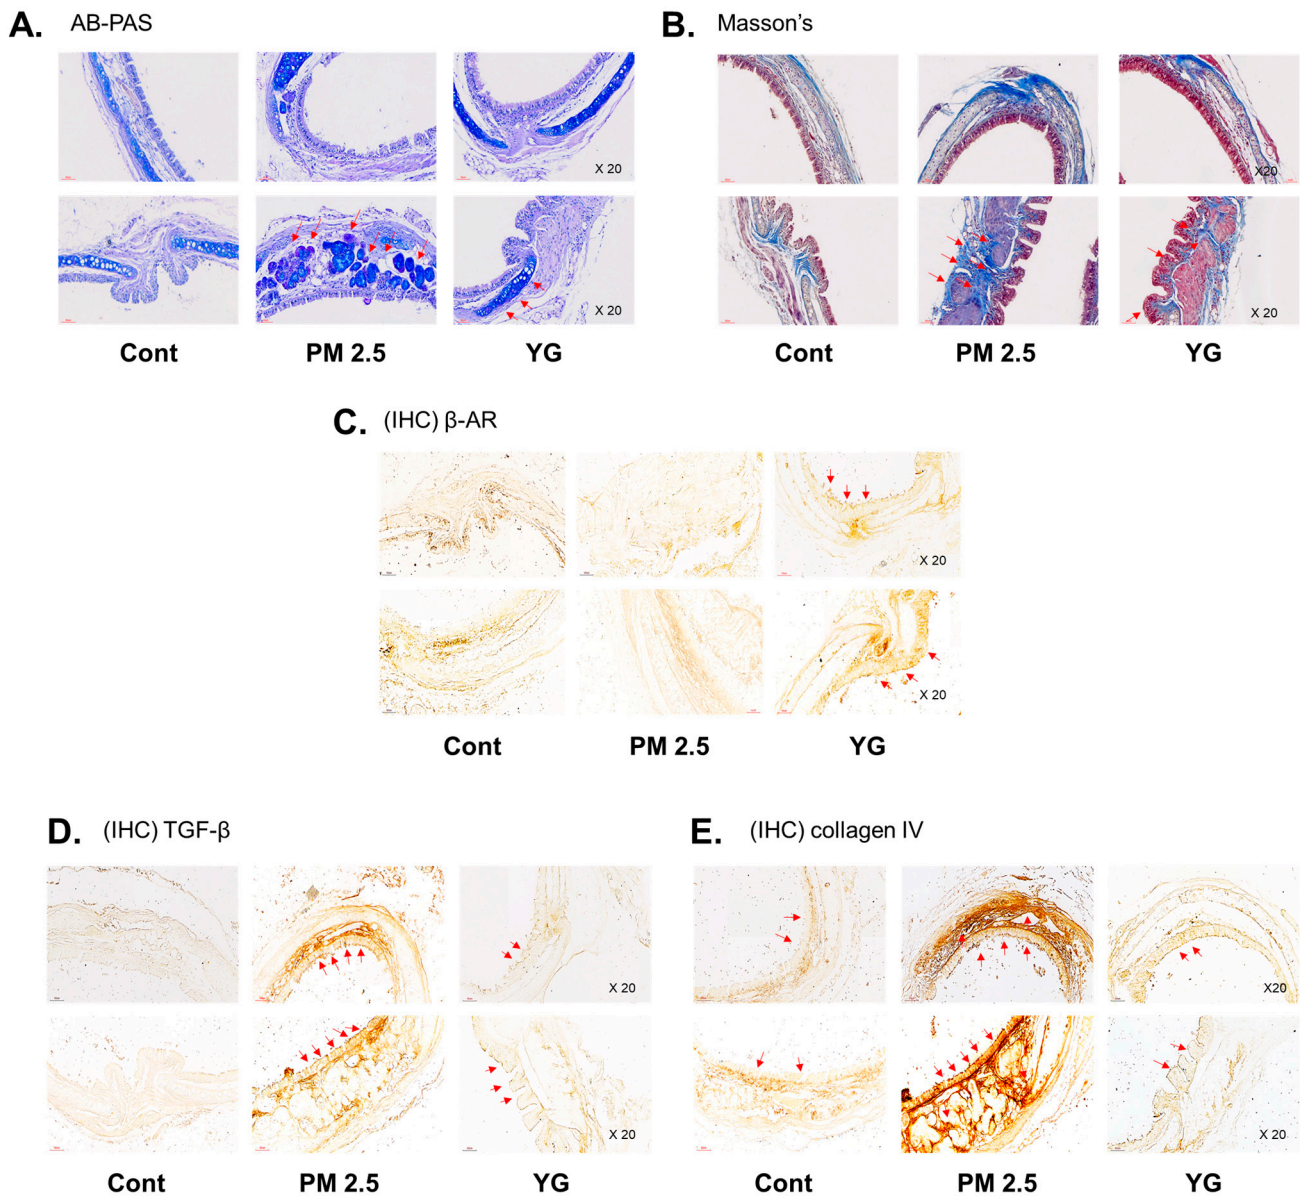 A. AB-PAS
X 20
X 20
Cont PM 2.5 YG
B. Masson's
X20
X 20
Cont PM 2.5 YG
C. (IHC) β-AR
X 20
X 20
Cont PM 2.5 YG
D. (IHC) TGF-β
X 20
X 20
Cont PM 2.5 YG
E. (IHC) collagen IV
X20
X 20
Cont PM 2.5 YG